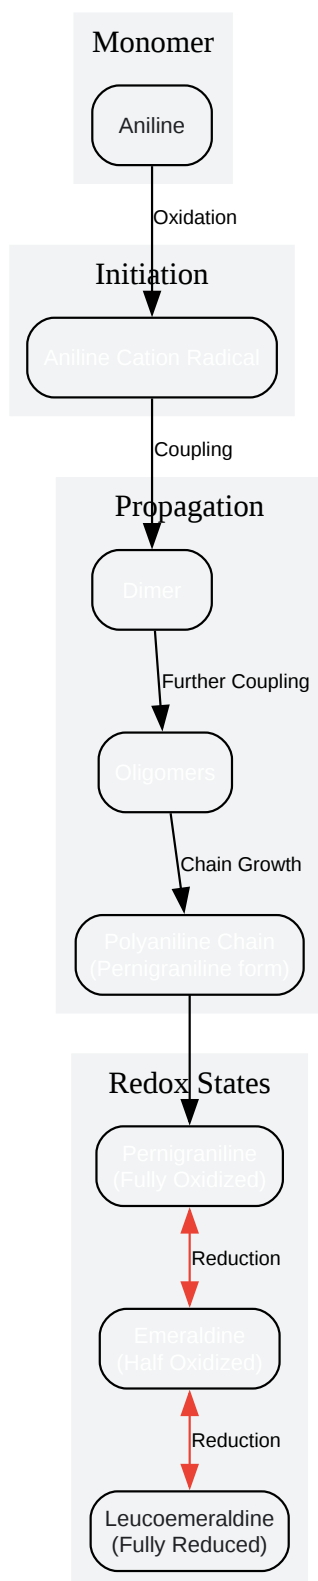 Monomer
Aniline
Oxidation
Initiation
Aniline Cation Radical
Coupling
Propagation
Dimer
Further Coupling
Oligomers
Chain Growth
Polyaniline Chain
(Pernigraniline form)
Redox States
Pernigraniline
(Fully Oxidized)
Reduction
Emeraldine
(Half Oxidized)
Reduction
Leucoemeraldine
(Fully Reduced)